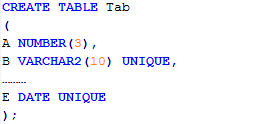 CREATE TABLE Tab
(
A NUMBER(3),
B VARCHAR2(10) UNIQUE,
………
E DATE UNIQUE
);